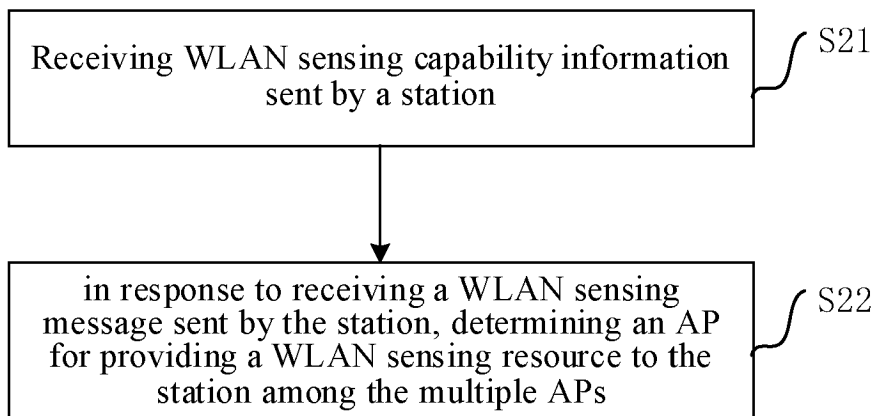 Receiving WLAN sensing capability information
sent by a station
S21
in response to receiving a WLAN sensing
message sent by the station, determining an AP
for providing a WLAN sensing resource to the
station among the multiple APs
S22